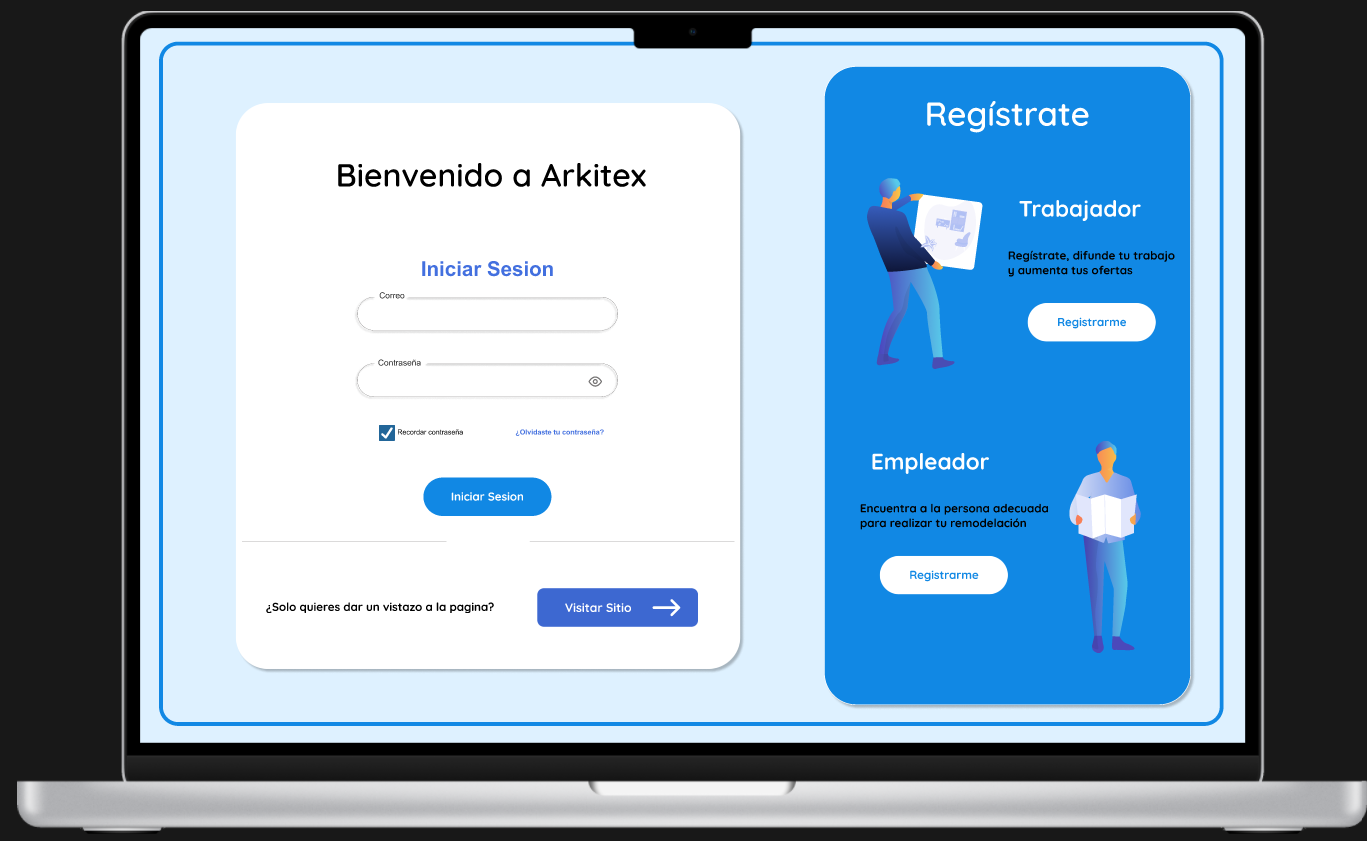 Bienvenido a Arkitex
Iniciar Sesion
Correo
Contraseña
Recordar contraseña
¿Olvidaste tu contraseña?
Iniciar Sesion
¿Solo quieres dar un vistazo a la pagina?
Visitar Sitio
Regístrate
Trabajador
Regístrate, difunde tu trabajo
y aumenta tus ofertas
Registrarme
Empleador
Encuentra a la persona adecuada
para realizar tu remodelación
Registrarme